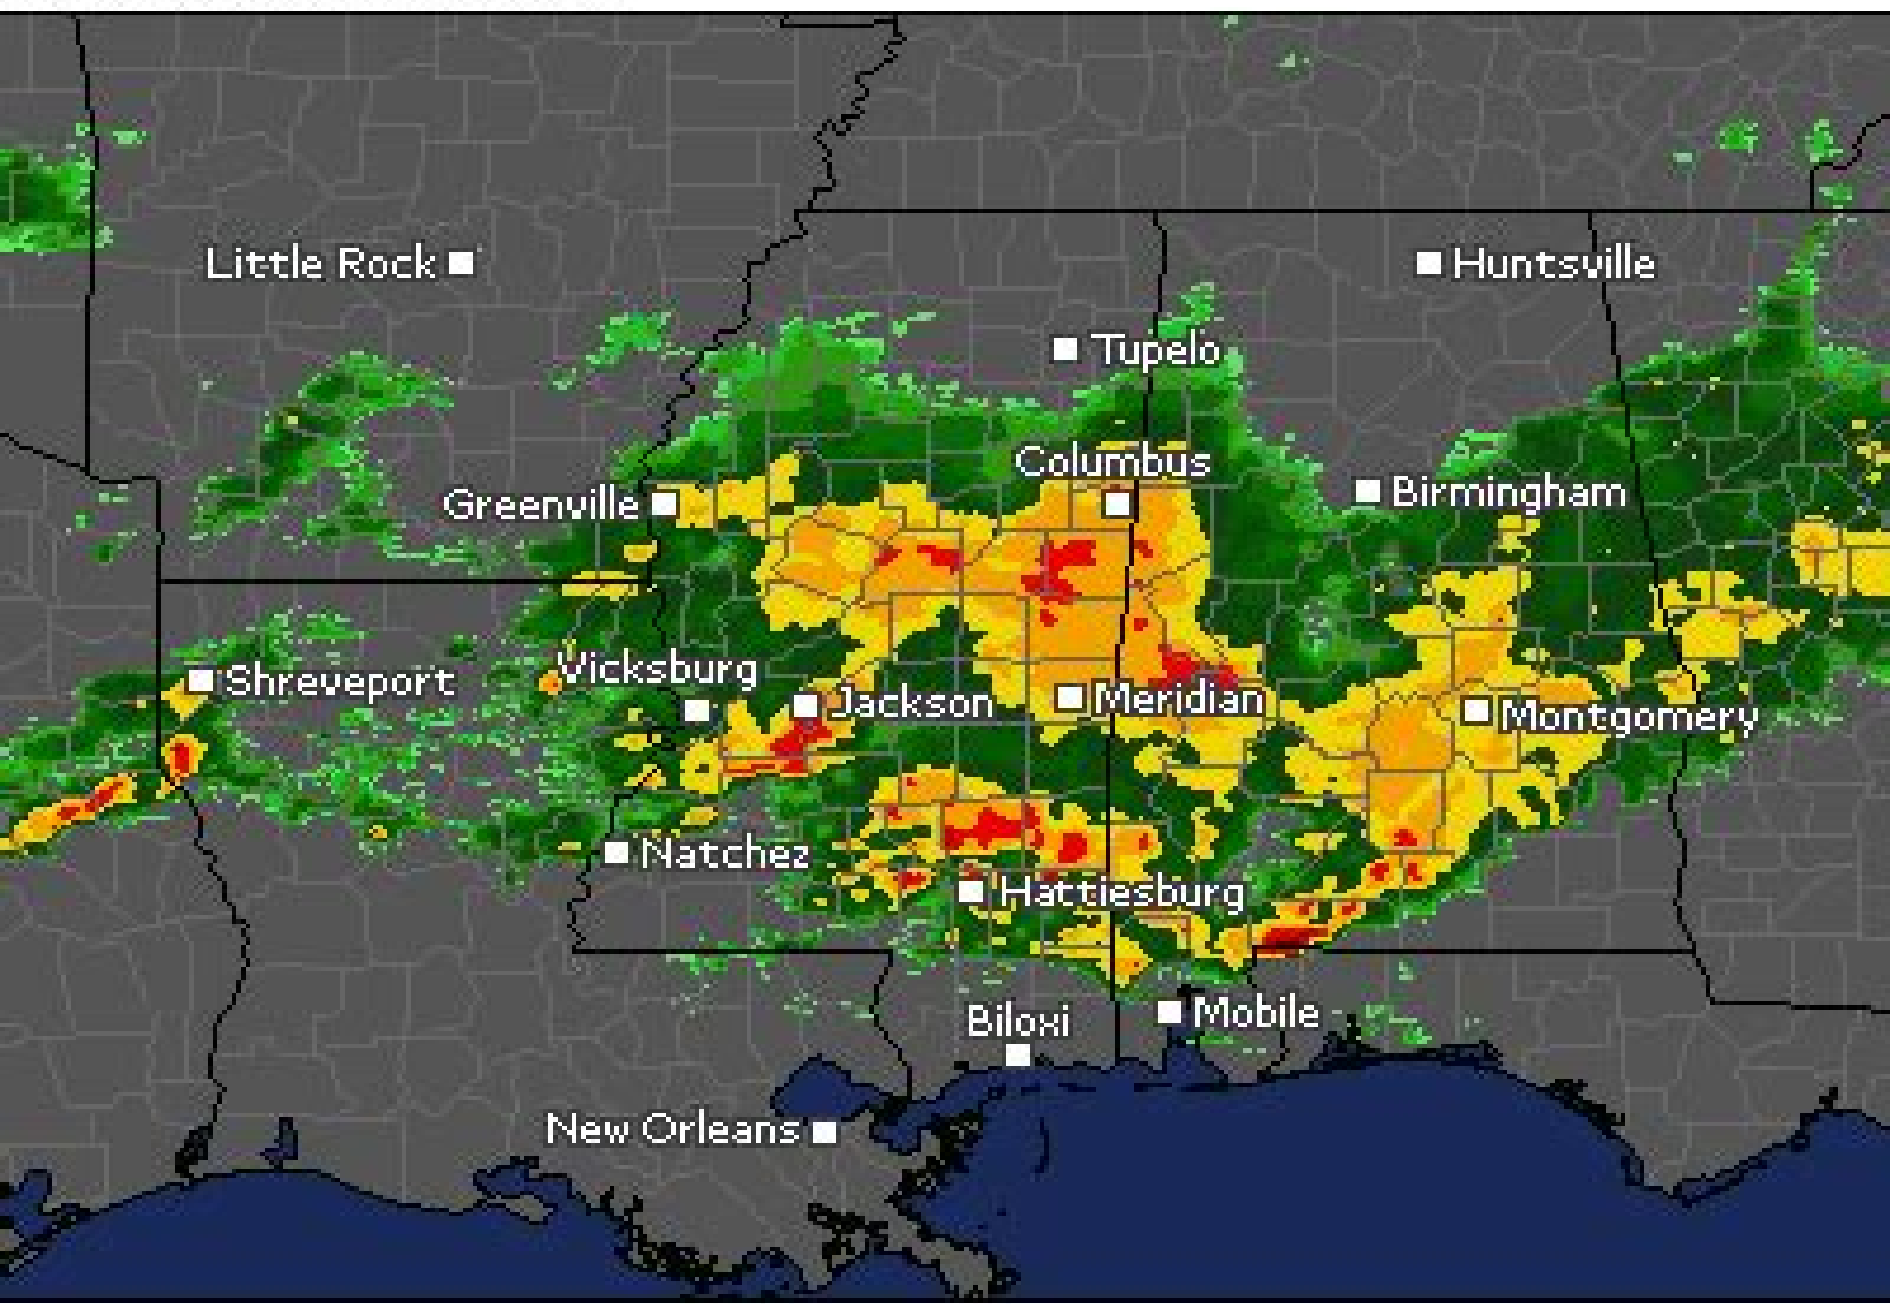 Little Rock
Huntsville
Tupelo
Columbus
Greenville
Birmingham
Vicksburg
Shreveport
Jackson
Meridian
Montgomery
Natchez
Hattiesburg
Biloxi
Mobile
New Orleans